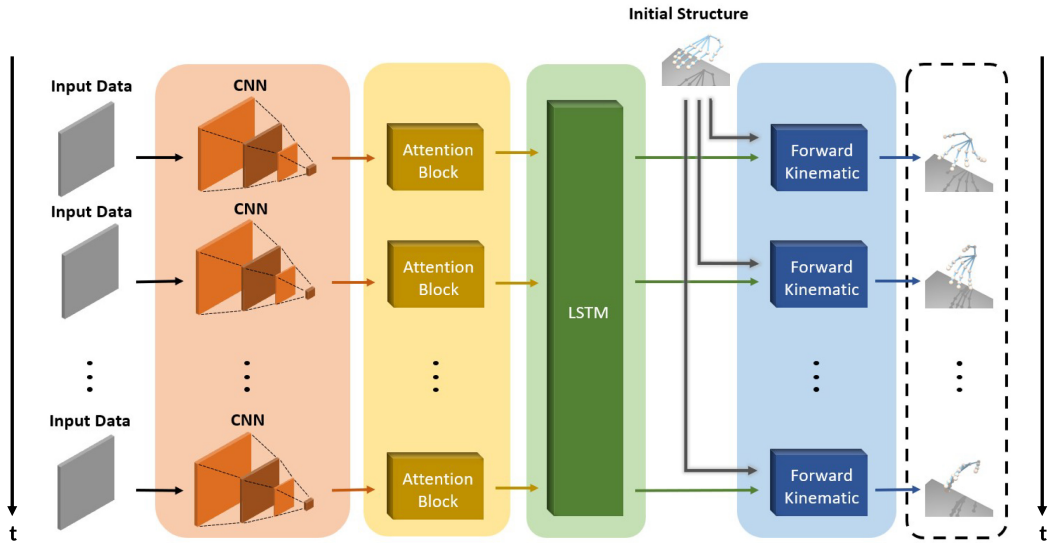 Initial Structure
Input Data
CNN
Attention
Block
Forward
Kinematic
Input Data
CNN
Attention
Block
Forward
Kinematic
LSTM
Input Data
CNN
Attention
Block
Forward
Kinematic
t
t